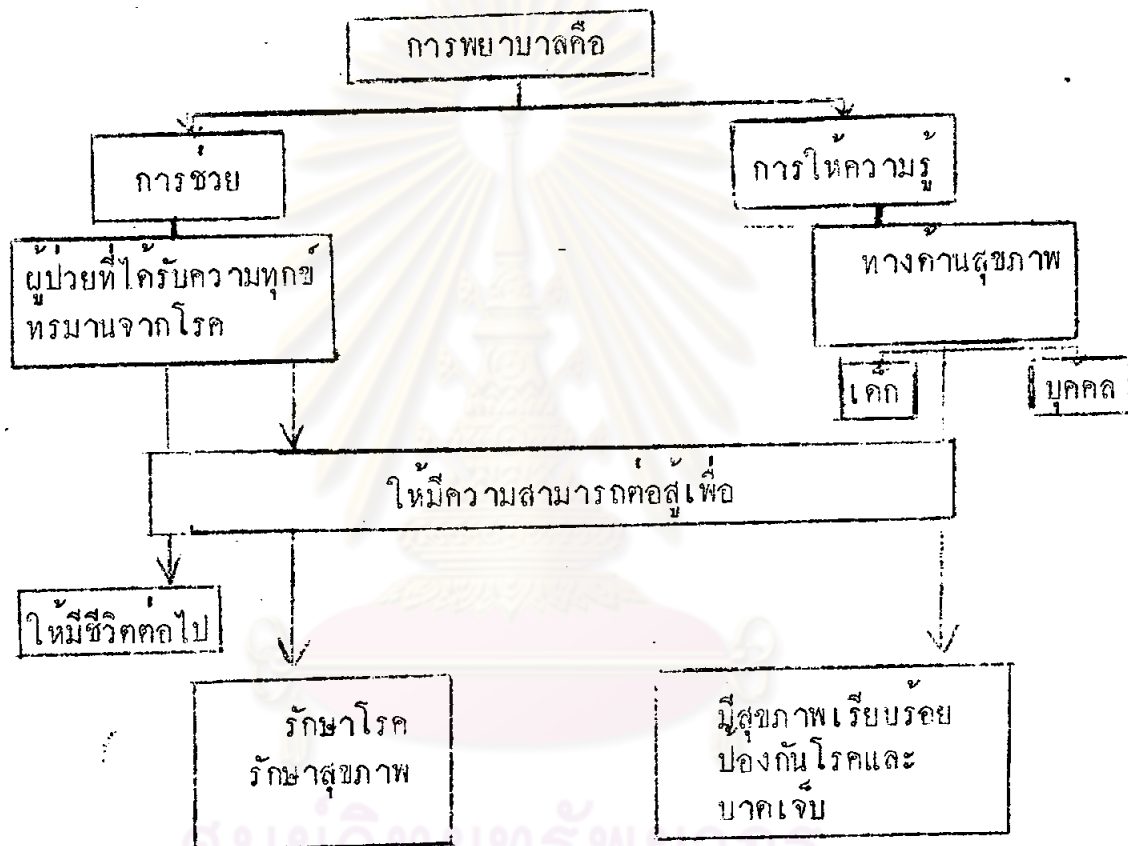 การพยาบาลคือ
การช่วย
การให้ความรู้
ผู้ป่วยที่ได้รับความทุกข์
ทรมานจากโรค
ทางด้านสุขภาพ
เด็ก
บุคคล
ให้มีความสามารถต่อสู้เพื่อ
ให้มีชีวิตต่อไป
รักษาโรค
รักษาสุขภาพ
มีสุขภาพเรียบร้อย
ป้องกันโรคและ
บาดเจ็บ